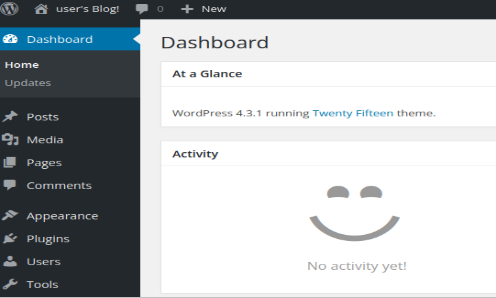 user's Blog! 0 + New
Dashboard
Home
Updates
Posts
Media
Pages
Comments
Appearance
Plugins
Users
Tools
Dashboard
At a Glance
WordPress 4.3.1 running Twenty Fifteen theme.
Activity
No activity yet!